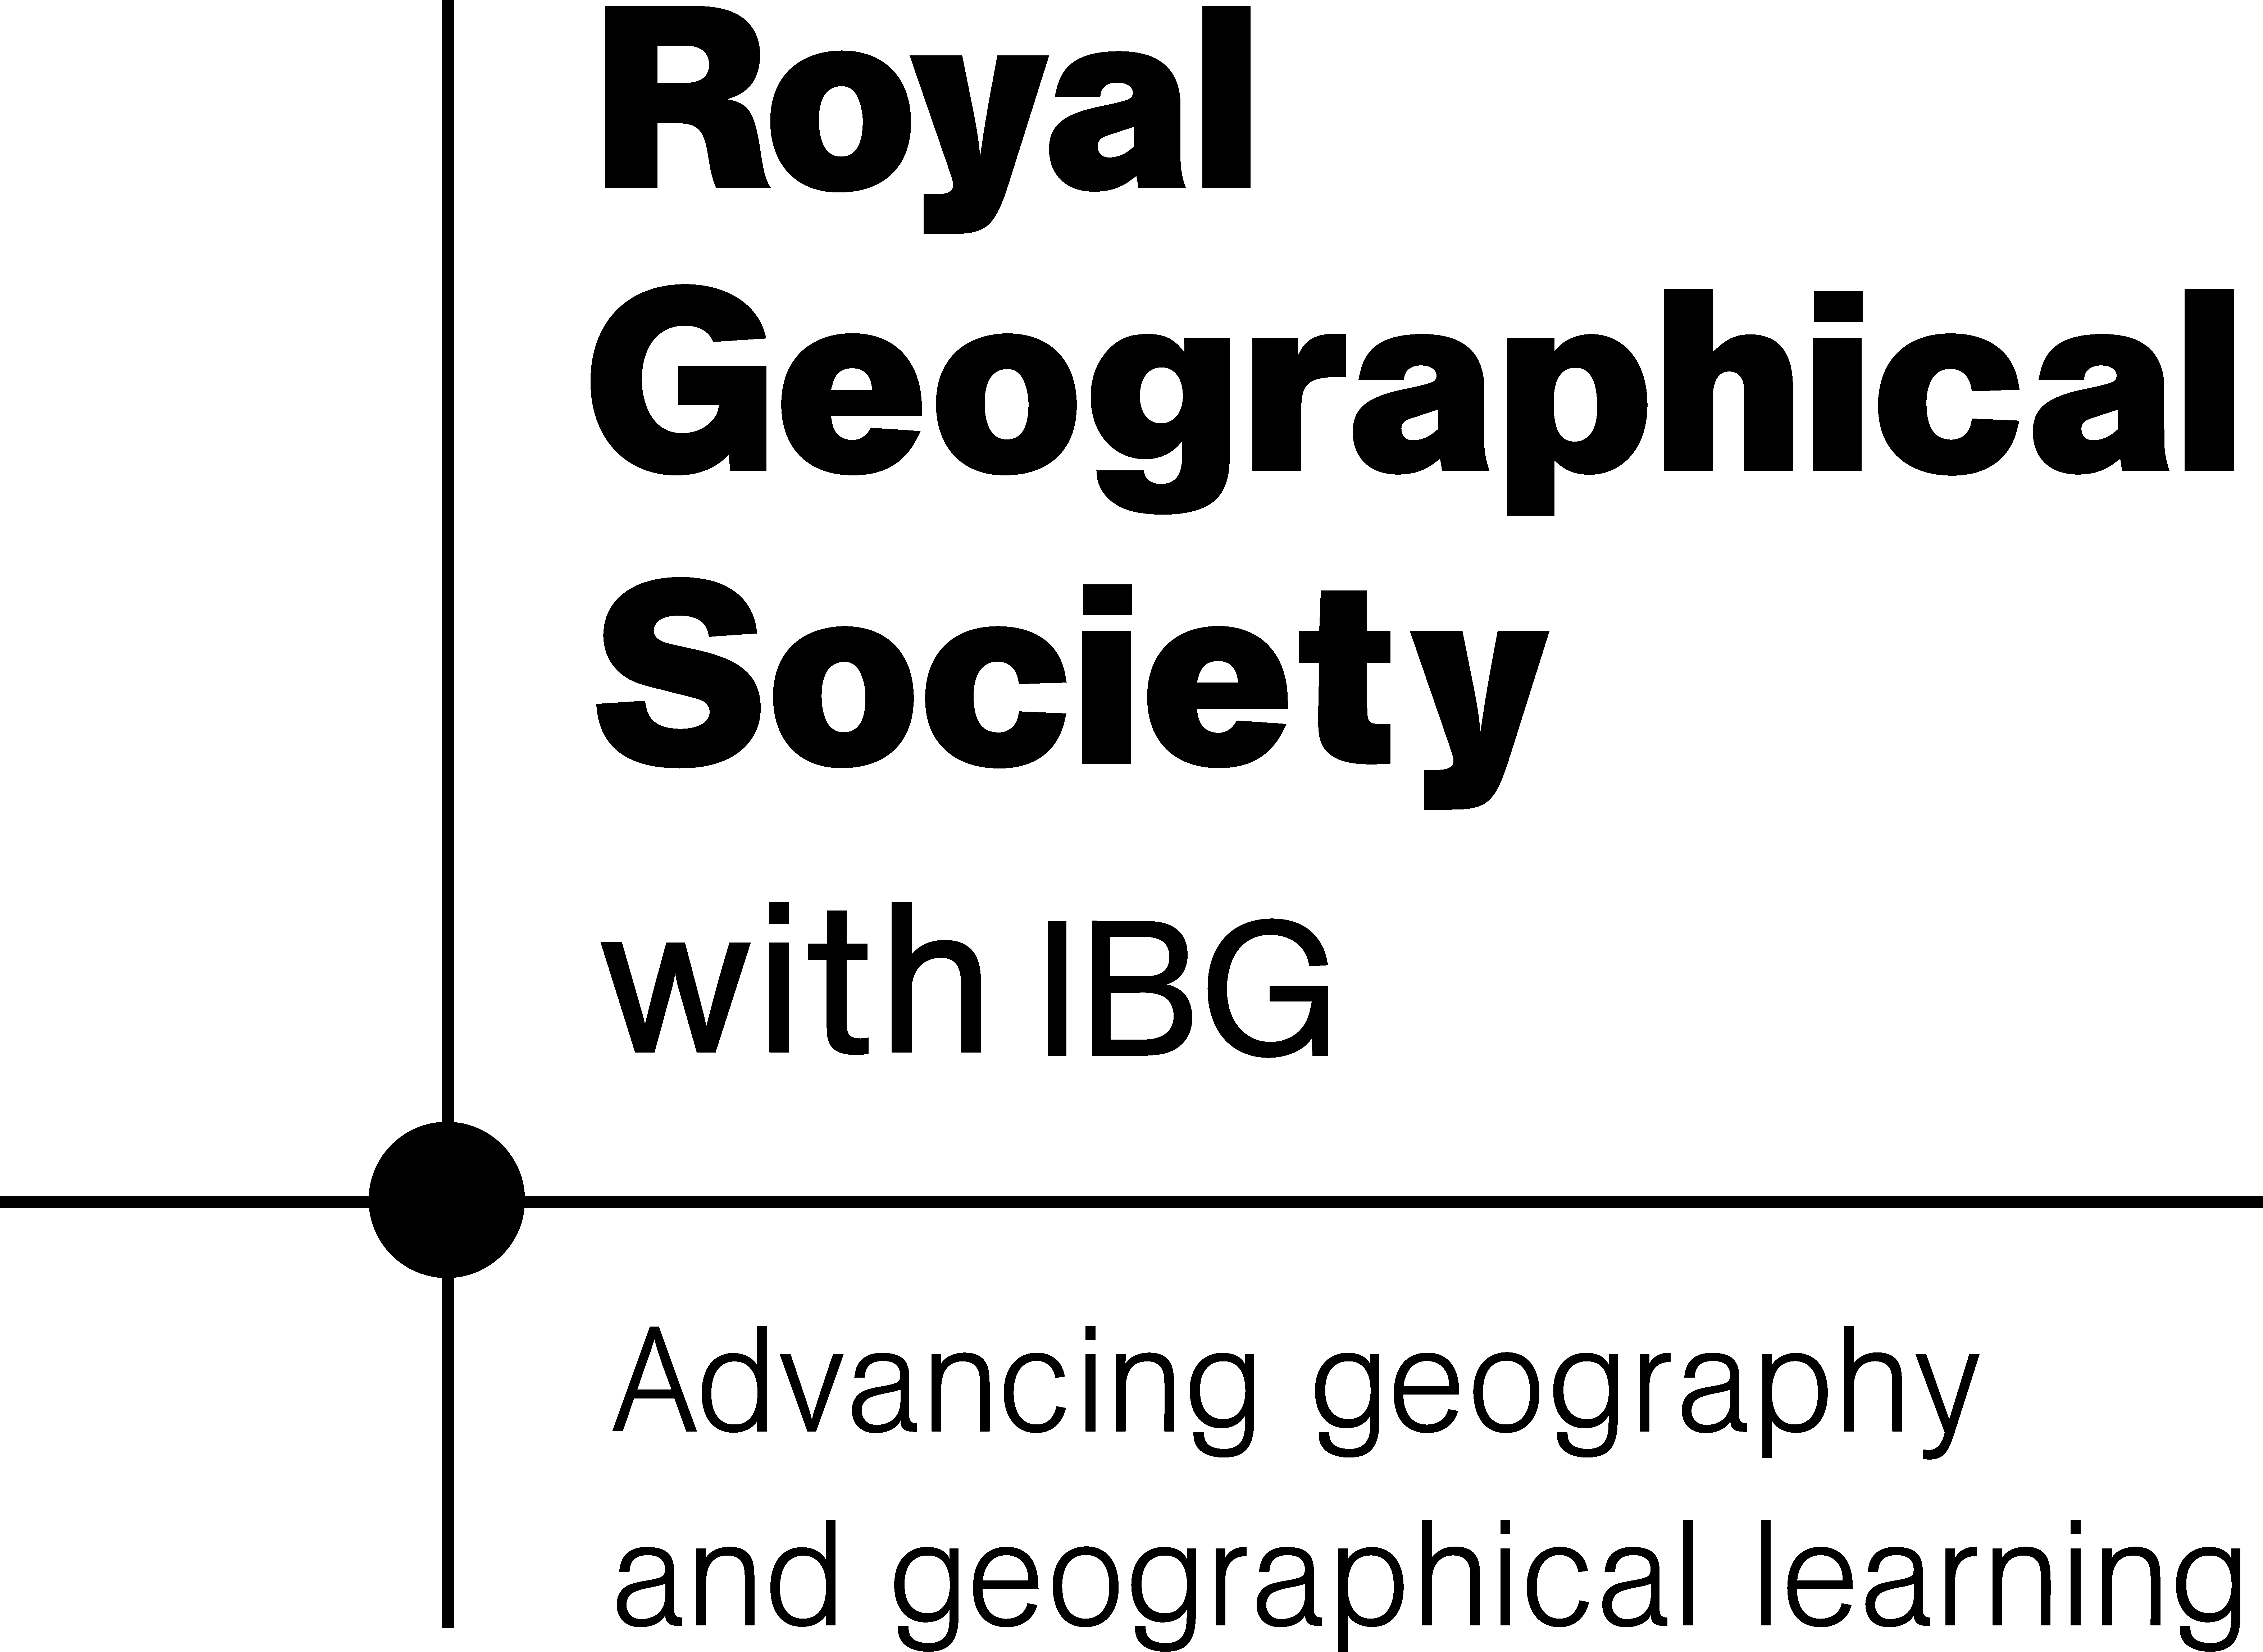 Royal
Geographical
Society
with IBG
Advancing geography
and geographical learning